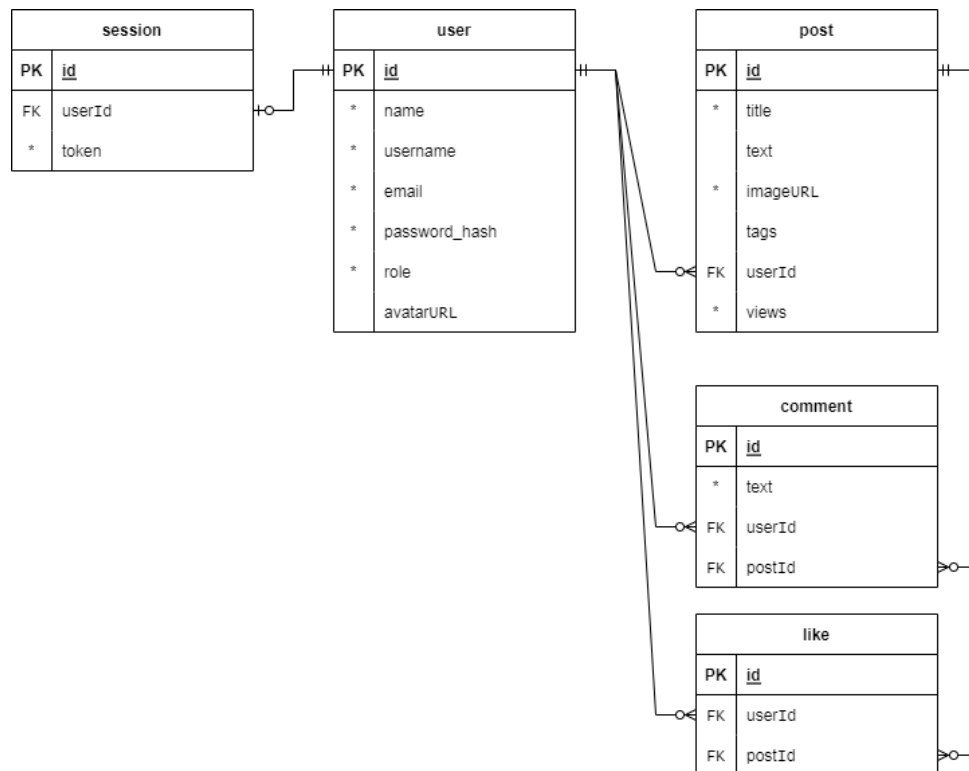 session
PK id
FK userId
* token
user
PK id
* name
* username
* email
* password_hash
* role
avatarURL
post
PK id
* title
text
* imageURL
tags
FK userId
* views
comment
PK id
* text
FK userId
FK postId
like
PK id
FK userId
FK postId